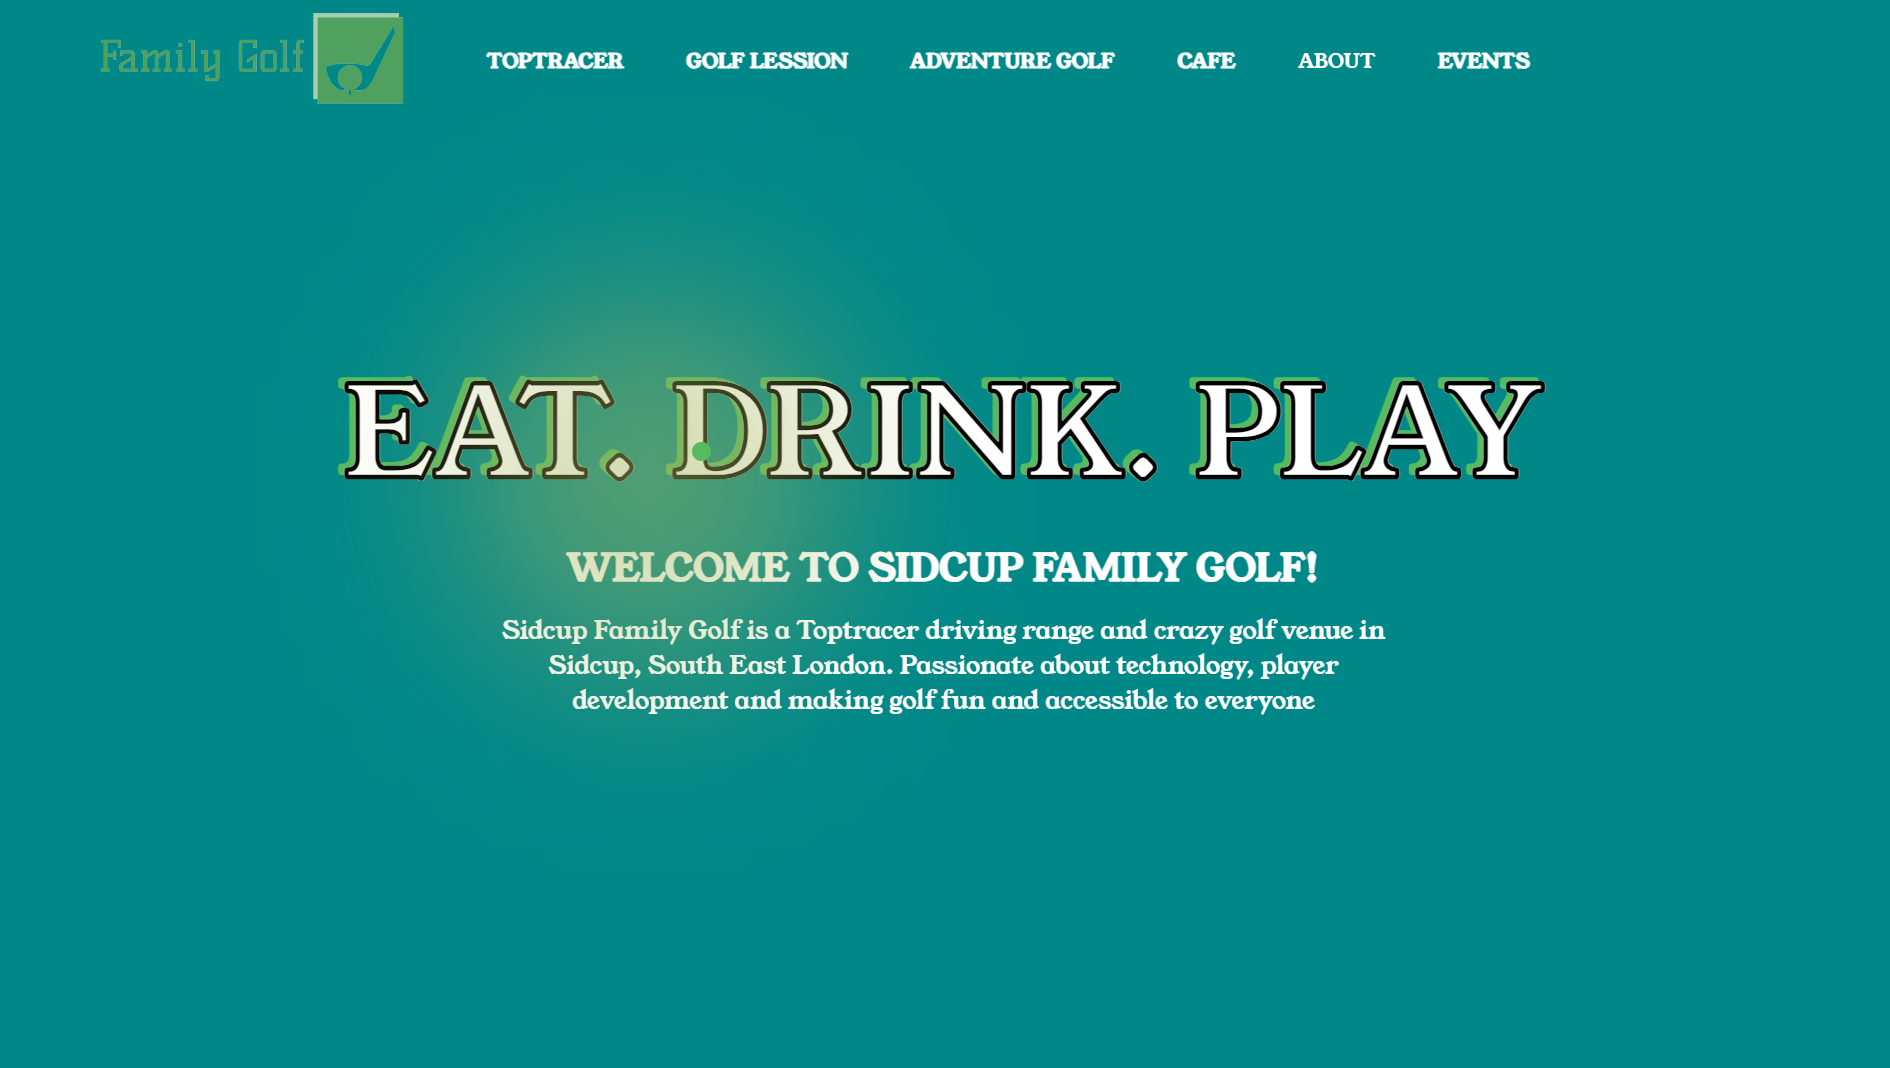 Family Golf
TOPTRACER GOLF LESSION ADVENTURE GOLF CAFE ABOUT EVENTS
EAT. DRINK. PLAY
WELCOME TO SIDCUP FAMILY GOLF!
Sidcup Family Golf is a Toptracer driving range and crazy golf venue in
Sidcup, South East London. Passionate about technology, player
development and making golf fun and accessible to everyone